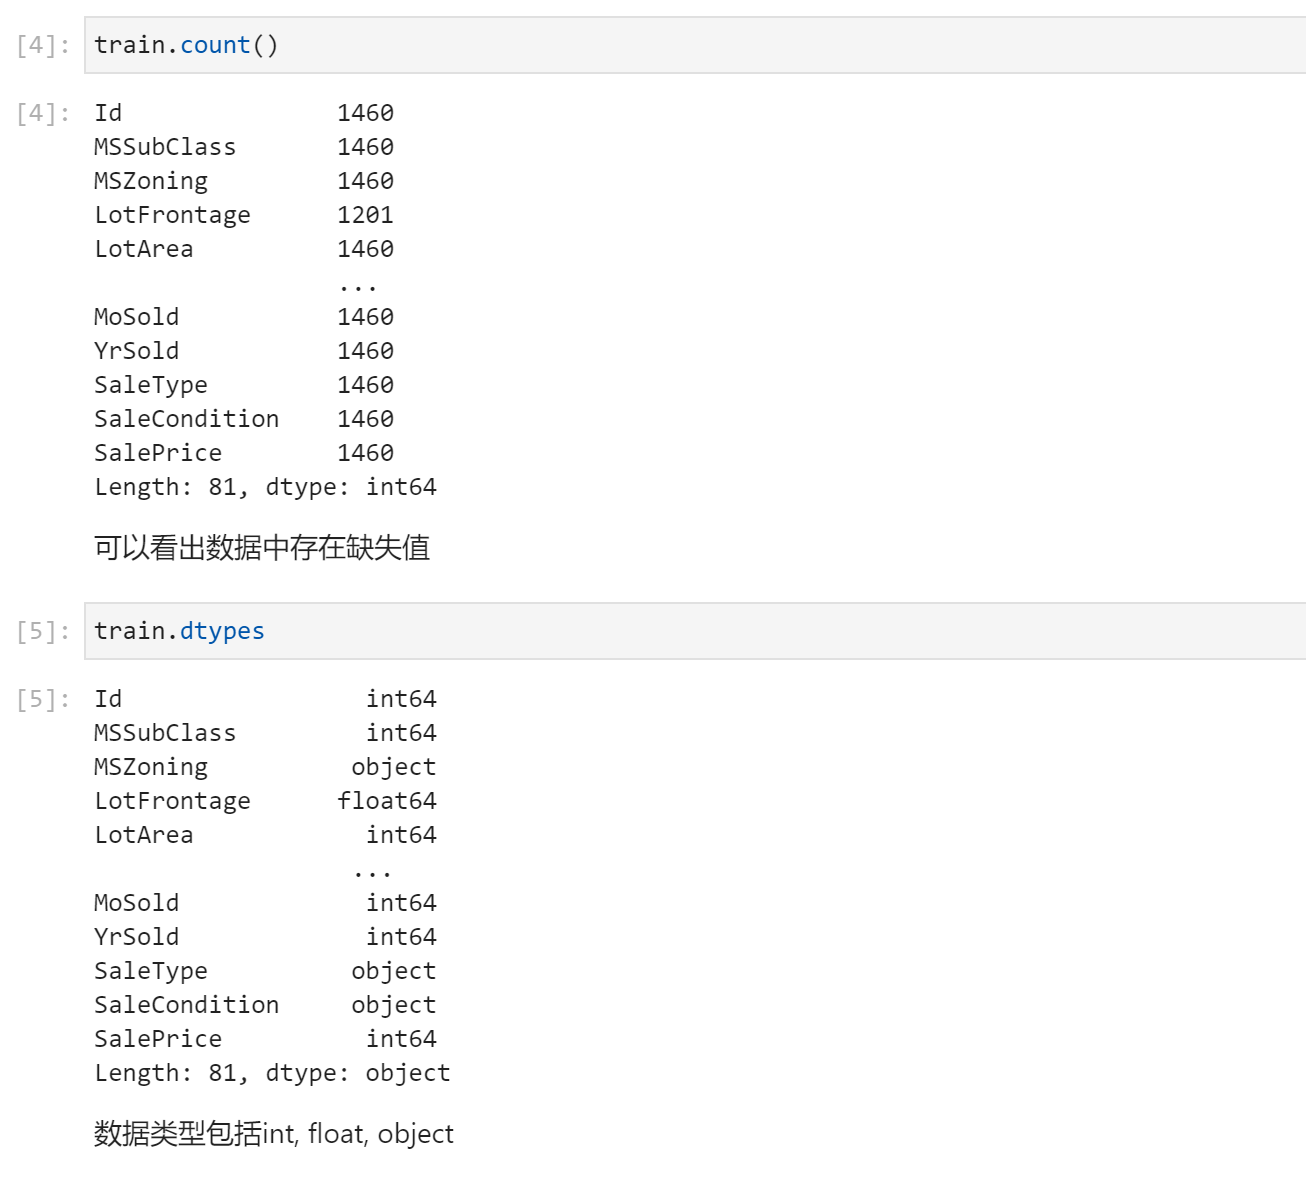 [4]: train.count()
[4]: Id 1460
MSSubClass 1460
MSZoning 1460
LotFrontage 1201
LotArea 1460
...
MoSold 1460
YrSold 1460
SaleType 1460
SaleCondition 1460
SalePrice 1460
Length: 81, dtype: int64
可以看出数据中存在缺失值
[5]: train.dtypes
[5]: Id int64
MSSubClass int64
MSZoning object
LotFrontage float64
LotArea int64
...
MoSold int64
YrSold int64
SaleType object
SaleCondition object
SalePrice int64
Length: 81, dtype: object
数据类型包括int, float, object